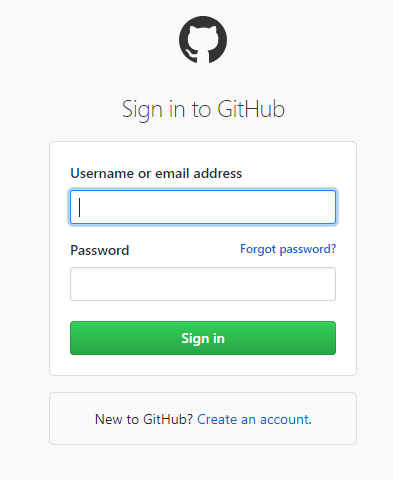 Sign in to GitHub
Username or email address
Password Forgot password?
Sign in
New to GitHub? Create an account.